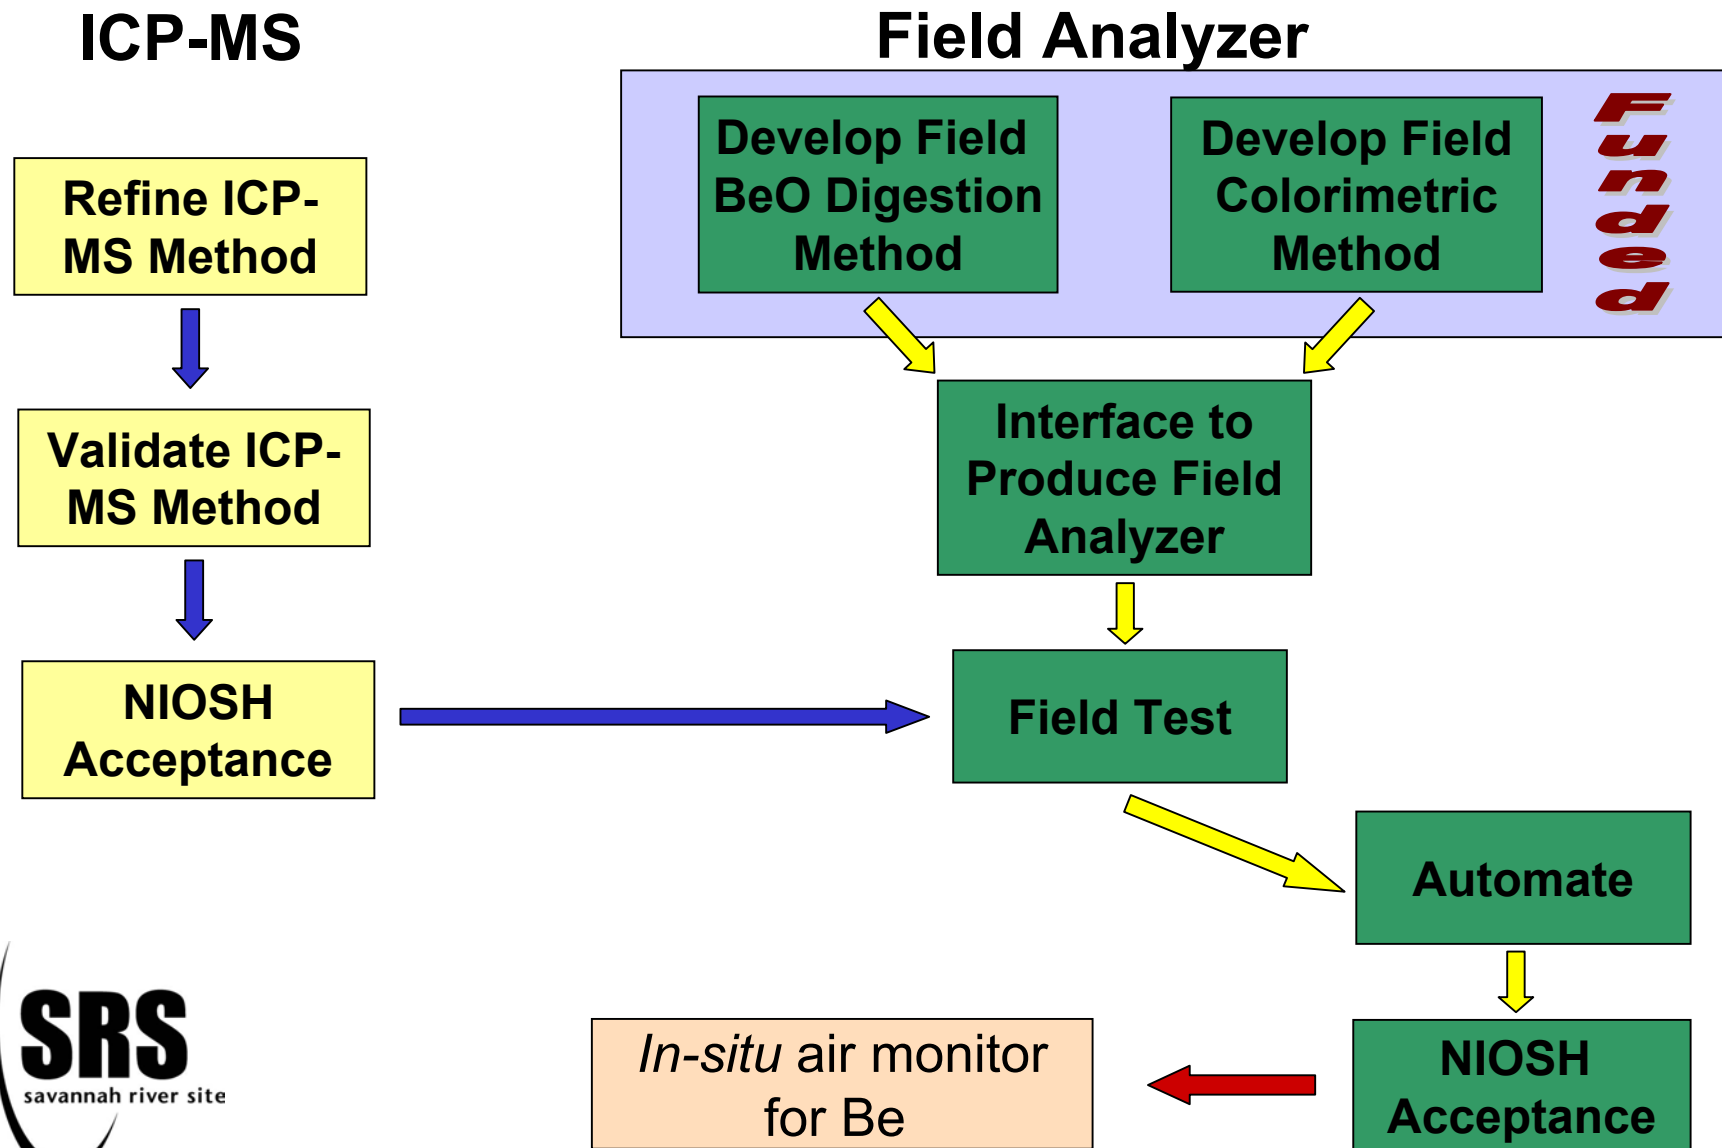 ICP-MS
Field Analyzer
Refine ICP-
MS Method
Validate ICP-
MS Method
NIOSH
Acceptance
Develop Field
BeO Digestion
Method
Develop Field
Colorimetric
Method
Funded
Interface to
Produce Field
Analyzer
Field Test
Automate
NIOSH
Acceptance
In-situ air monitor
for Be
SRS
savannah river site